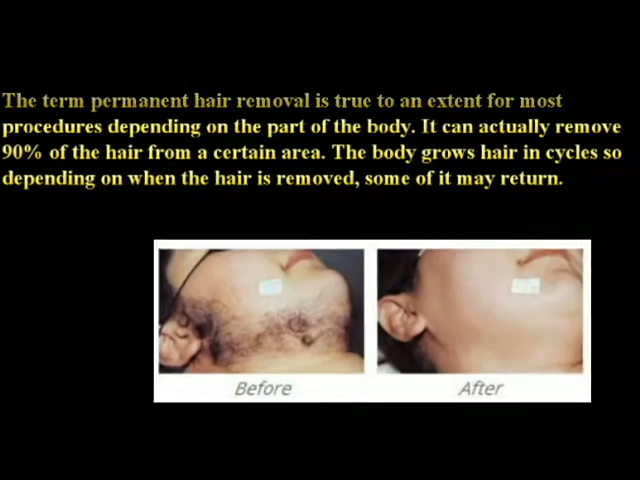 The term permanent hair removal is true to an extent for most
procedures depending on the part of the body. It can actually remove
90% of the hair from a certain area. The body grows hair in cycles so
depending on when the hair is removed, some of it may return.
Before
After